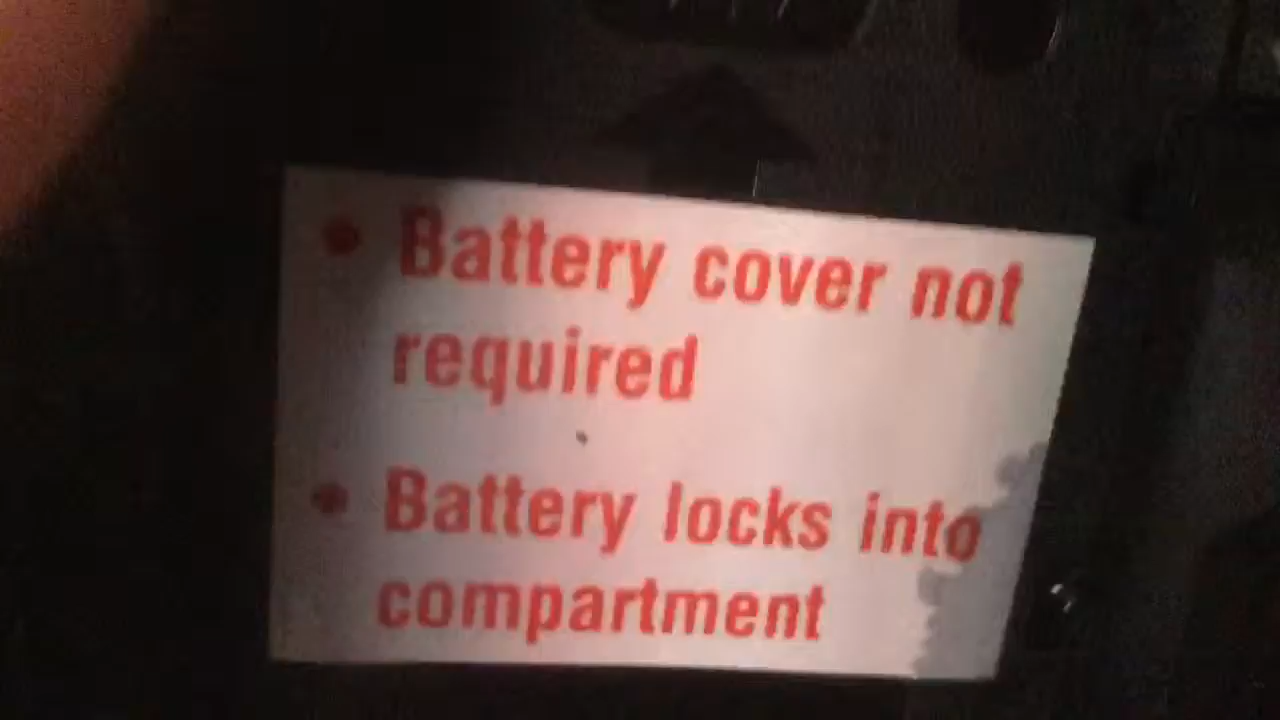 • Battery cover not
required
• Battery locks into
compartment